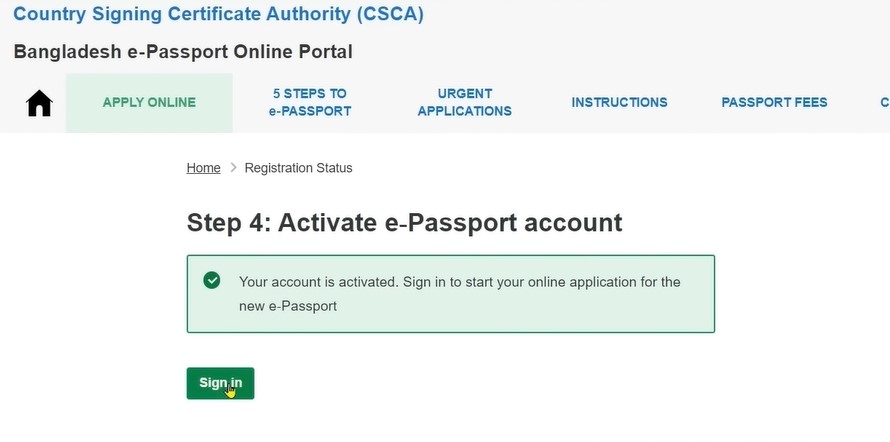 Country Signing Certificate Authority (CSCA)
Bangladesh e-Passport Online Portal
APPLY ONLINE
5 STEPS TO
e-PASSPORT
URGENT
APPLICATIONS
INSTRUCTIONS
PASSPORT FEES
C
Home > Registration Status
Step 4: Activate e-Passport account
Your account is activated. Sign in to start your online application for the
new e-Passport
Sign in